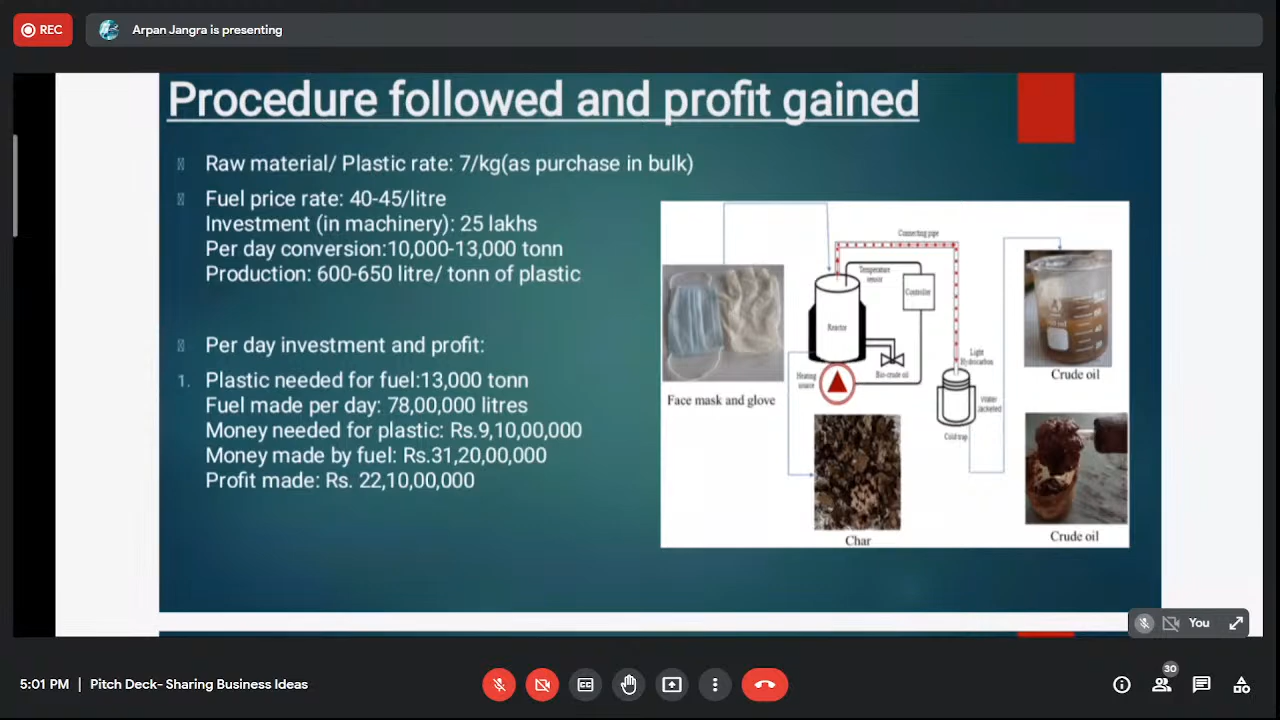 REC
Arpan Jangra is presenting
Procedure followed and profit gained
Raw material/ Plastic rate: 7/kg(as purchase in bulk)
Fuel price rate: 40-45/litre
Investment (in machinery): 25 lakhs
Per day conversion:10,000-13,000 tonn
Production: 600-650 litre/ tonn of plastic
Per day investment and profit:
1. Plastic needed for fuel:13,000 tonn
Fuel made per day: 78,00,000 litres
Money needed for plastic: Rs.9,10,00,000
Money made by fuel: Rs.31,20,00,000
Profit made: Rs. 22,10,00,000
Connecting pipe
Temperature
sensor
Controller
Reactor
Heating
source
Bio-crude oil
Light
Hydrocarbon
Water
Jacketed
Cold trap
Face mask and glove
Char
Crude oil
Crude oil
You
5:01 PM | Pitch Deck- Sharing Business Ideas
30